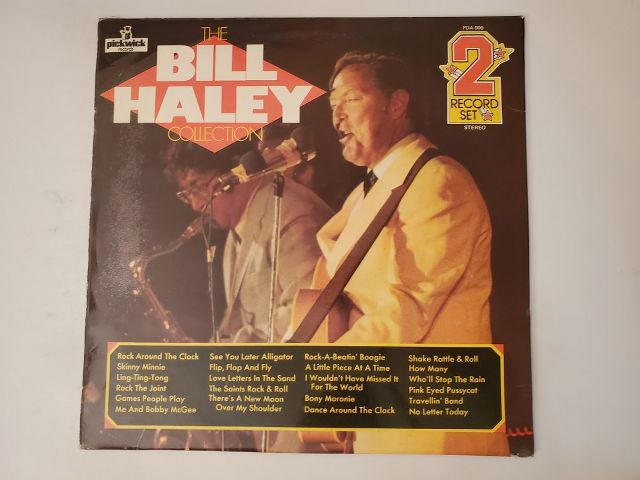 pickwick
THE
BILL
HALEY
COLLECTION
PDA 006
2
RECORD
SET
STEREO
Rock Around The Clock
Skinny Minnie
Ling-Ting-Tong
Rock The Joint
Games People Play
Me And Bobby McGee
See You Later Alligator
Flip, Flop And Fly
Love Letters In The Sand
The Saints Rock & Roll
There's A New Moon
Over My Shoulder
Rock-A-Beatin' Boogie
A Little Piece At A Time
I Wouldn't Have Missed It
For The World
Bony Moronie
Dance Around The Clock
Shake Rattle & Roll
How Many
Who'll Stop The Rain
Pink Eyed Pussycat
Travellin' Band
No Letter Today